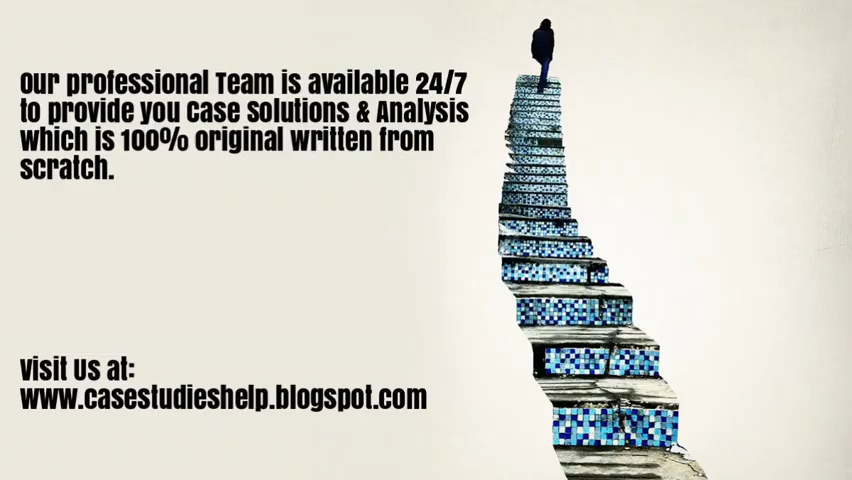 Our professional Team is available 24/7
to provide you Case Solutions & Analysis
which is 100% original written from
scratch.
Visit Us at:
www.casestudieshelp.blogspot.com